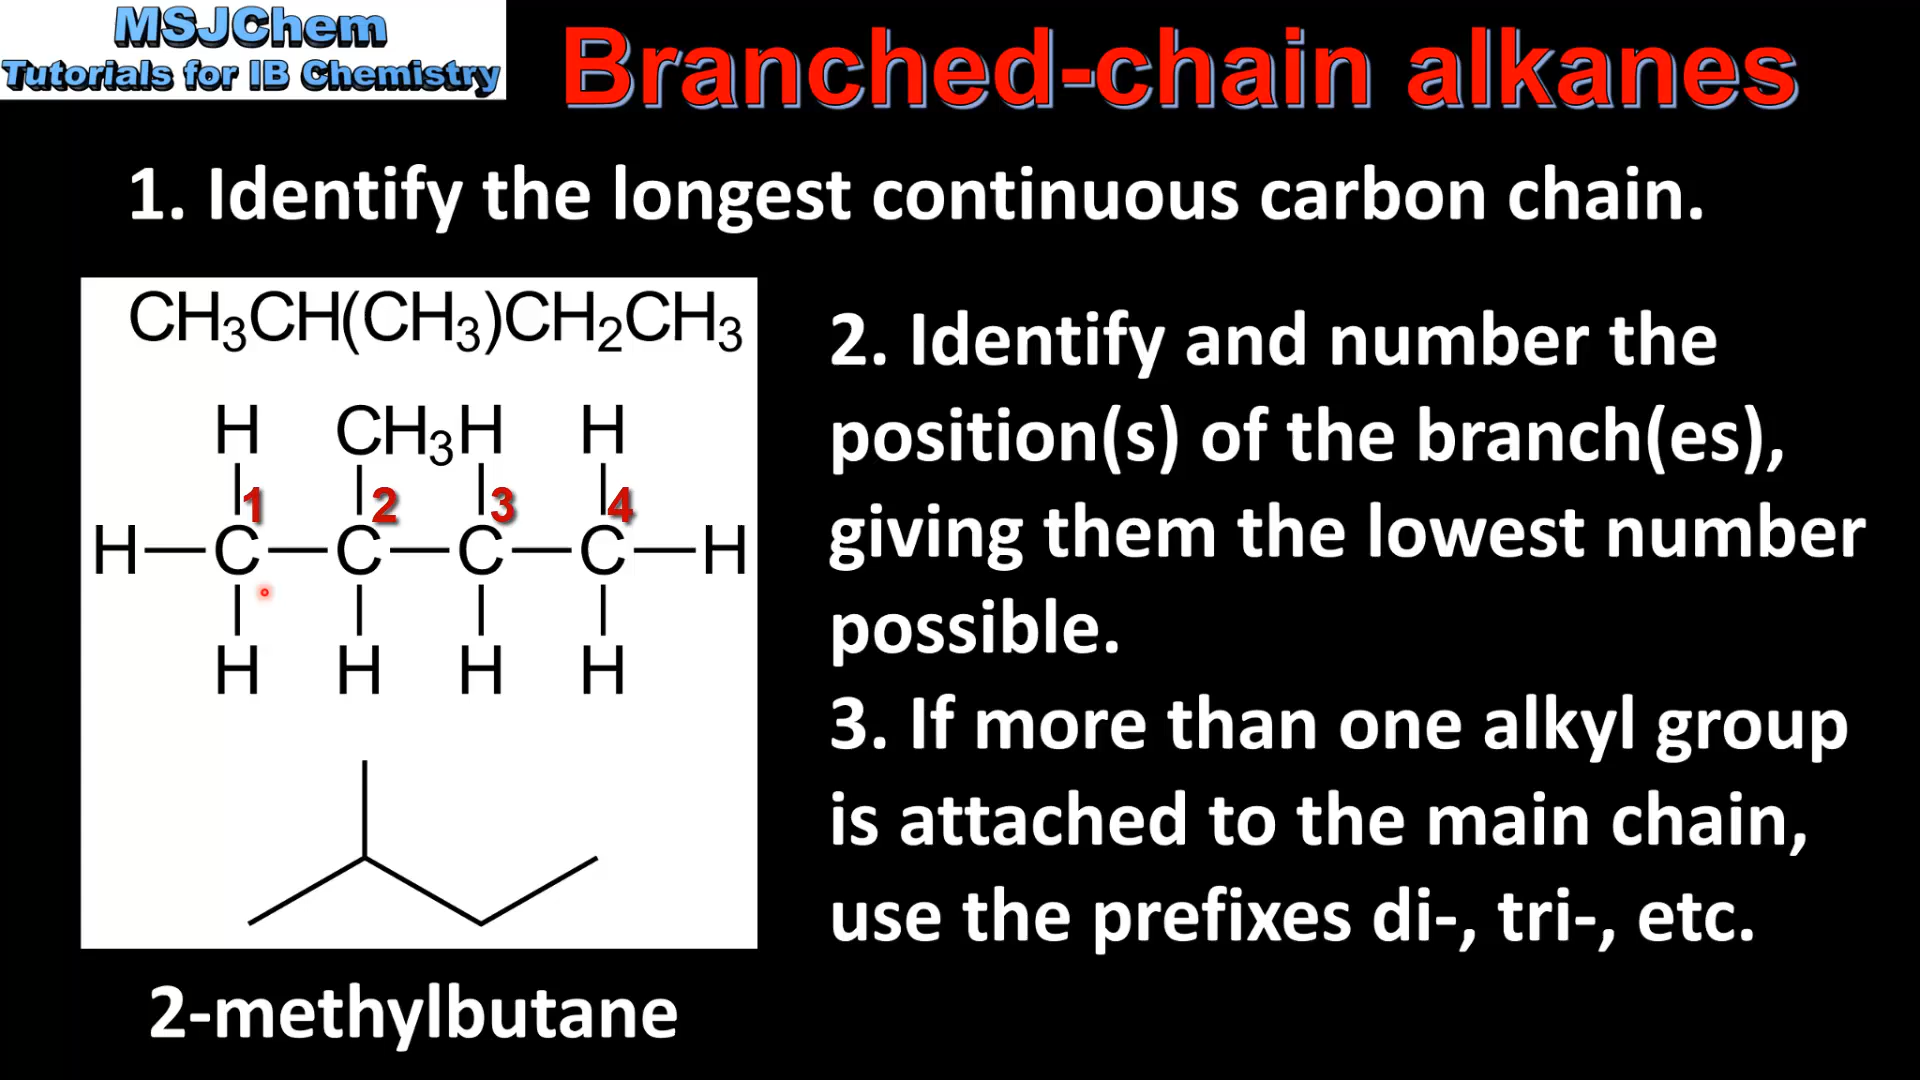 MSJChem
Tutorials for IB Chemistry
Branched-chain alkanes
1. Identify the longest continuous carbon chain.
CH₃CH(CH₃)CH₂CH₃
H CH₃ H H
1 2 3 4
H C C C C H
H H H H
2-methylbutane
2. Identify and number the
position(s) of the branch(es),
giving them the lowest number
possible.
3. If more than one alkyl group
is attached to the main chain,
use the prefixes di-, tri-, etc.